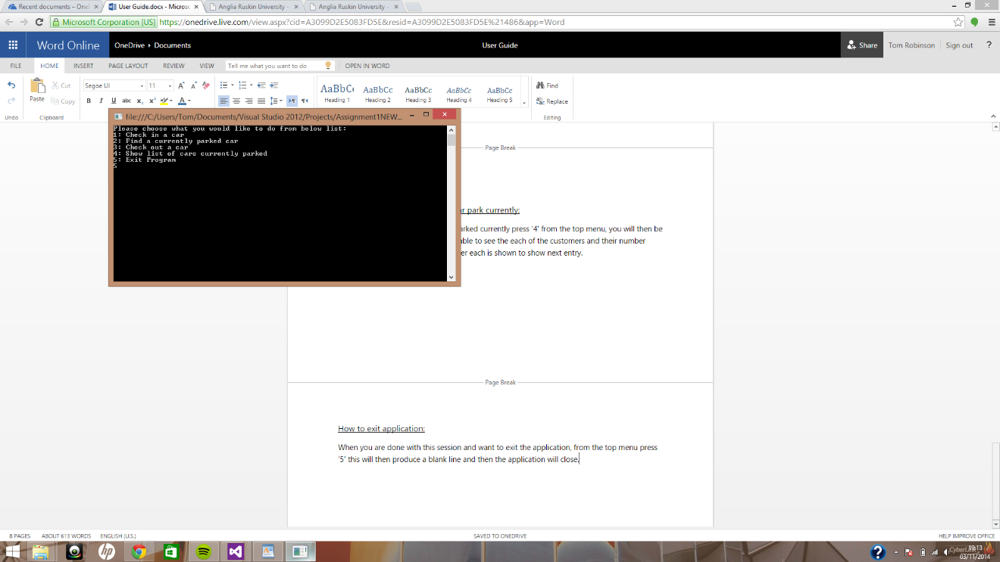 Recent documents – OneD
User Guide.docx - Micros
Anglia Ruskin University -
Anglia Ruskin University -
Microsoft Corporation [US]
https://onedrive.live.com/view.aspx?cid=A3099D2E5083FD5E&resid=A3099D2E5083FD5E%21486&app=Word
Word Online
OneDrive
Documents
User Guide
Share
Tom Robinson
Sign out
?
FILE
HOME
INSERT
PAGE LAYOUT
REVIEW
VIEW
Tell me what you want to do
OPEN IN WORD
Cut
Paste
Copy
Segoe UI
11
AaBbCc
AaBbCc
AaBbCc
AaBbCc
AaBbCc
Heading 1
Heading 2
Heading 3
Heading 4
Heading 5
Find
Replace
Undo
Clipboard
Editing
file:///C:/Users/Tom/Documents/Visual Studio 2012/Projects/Assignment1NEW...
Please choose what you would like to do from below list:
1: Check in a car
2: Find a currently parked car
3: Check out a car
4: Show list of cars currently parked
5: Exit Program
5
Page Break
park currently:
arked currently press '4' from the top menu, you will then be
able to see the each of the customers and their number
er each is shown to show next entry.
Page Break
How to exit application:
When you are done with this session and want to exit the application, from the top menu press
'5' this will then produce a blank line and then the application will close.
8 PAGES
ABOUT 613 WORDS
ENGLISH (U.S.)
SAVED TO ONEDRIVE
HELP IMPROVE OFFICE
hp
?
CyberLink
19:13
03/11/2014